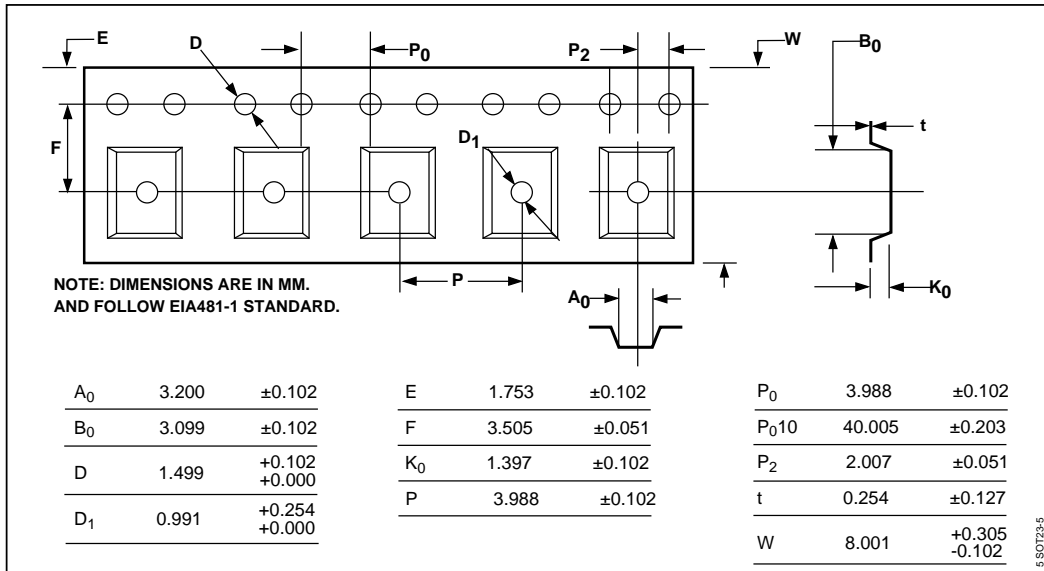 E
D
P0
P2
W
B0
t
F
D1
NOTE: DIMENSIONS ARE IN MM.
AND FOLLOW EIA481-1 STANDARD.
P
A0
K0
A0 3.200 ±0.102
B0 3.099 ±0.102
D 1.499 +0.102 +0.000
D1 0.991 +0.254 +0.000
E 1.753 ±0.102
F 3.505 ±0.051
K0 1.397 ±0.102
P 3.988 ±0.102
P0 3.988 ±0.102
P010 40.005 ±0.203
P2 2.007 ±0.051
t 0.254 ±0.127
W 8.001 +0.305 -0.102
5 SOT23-5